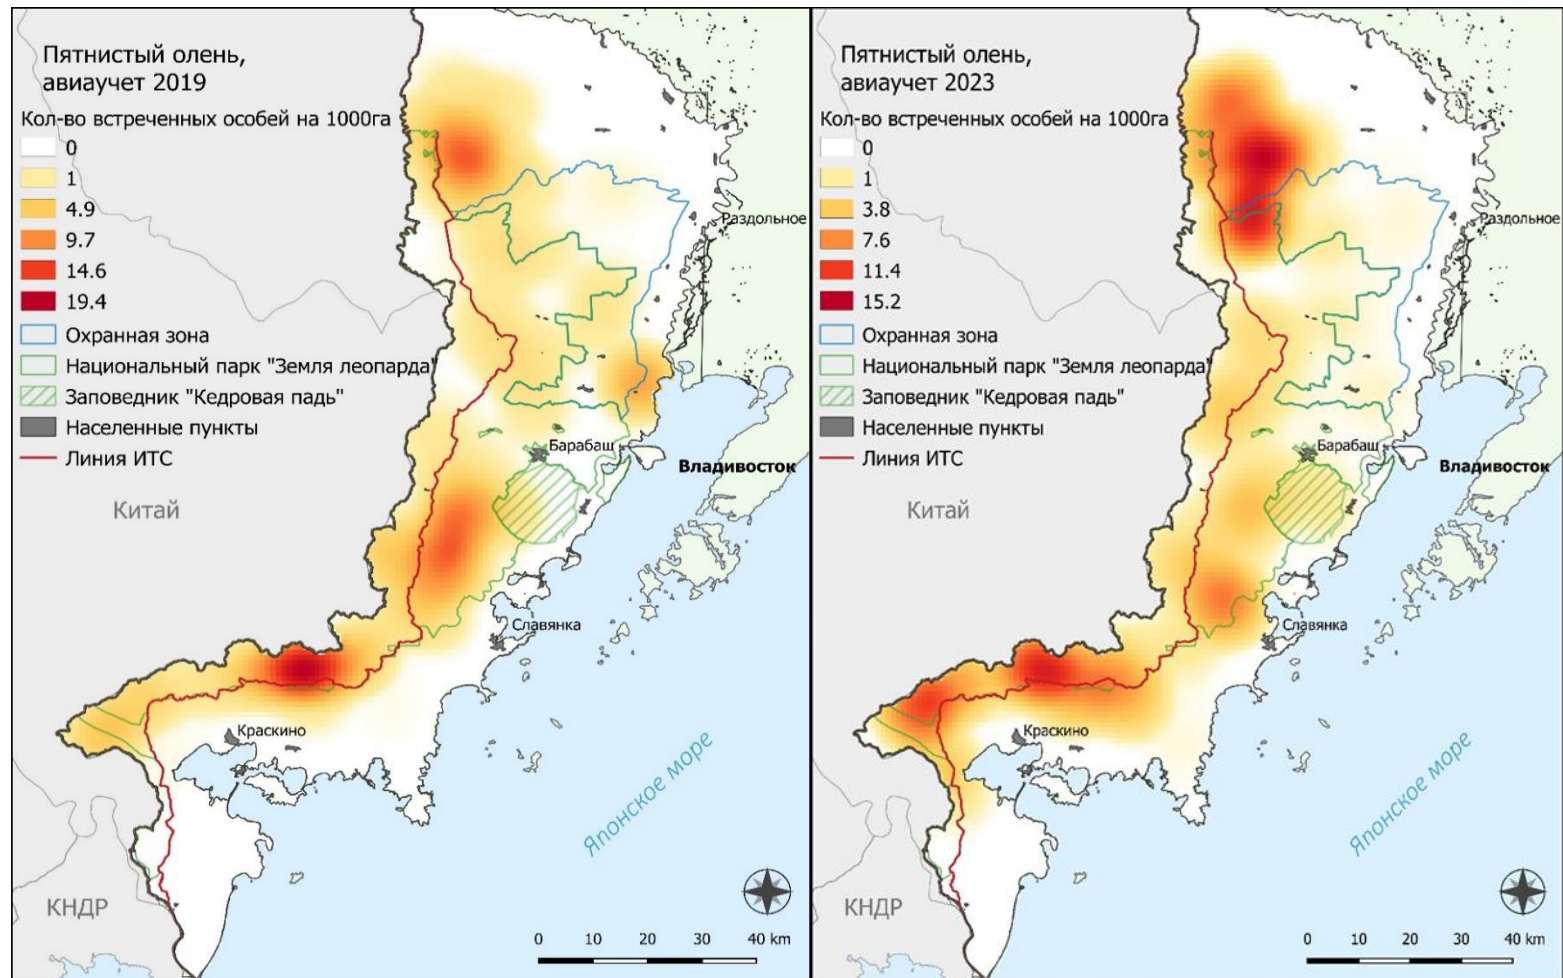 Пятнистый олень,
авиаучет 2019
Кол-во встреченных особей на 1000га
0
1
4.9
9.7
14.6
19.4
Охранная зона
Национальный парк "Земля леопарда"
Заповедник "Кедровая падь"
Населенные пункты
Линия ИТС
Раздольное
Барабаш
Владивосток
Китай
Славянка
Краскино
Японское море
КНДР
0 10 20 30 40 km
Пятнистый олень,
авиаучет 2023
Кол-во встреченных особей на 1000га
0
1
3.8
7.6
11.4
15.2
Охранная зона
Национальный парк "Земля леопарда"
Заповедник "Кедровая падь"
Населенные пункты
Линия ИТС
Раздольное
Барабаш
Владивосток
Китай
Славянка
Краскино
Японское море
КНДР
0 10 20 30 40 km